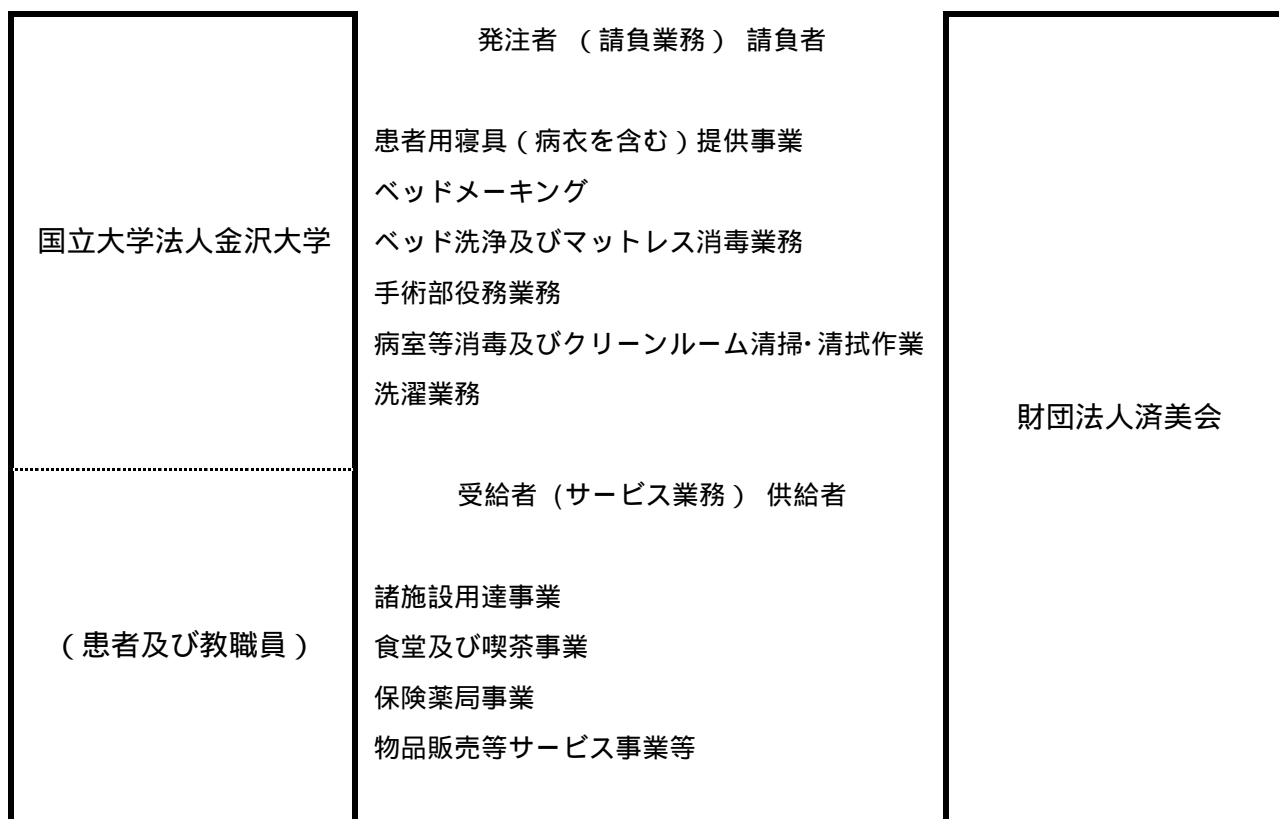 発注者 （請負業務） 請負者
国立大学法人金沢大学
患者用寝具（病衣を含む）提供事業
ベッドメーキング
ベッド洗浄及びマットレス消毒業務
手術部役務業務
病室等消毒及びクリーンルーム清掃・清拭作業
洗濯業務
財団法人済美会
受給者 (サービス業務） 供給者
（患者及び教職員）
諸施設用達事業
食堂及び喫茶事業
保険薬局事業
物品販売等サービス事業等